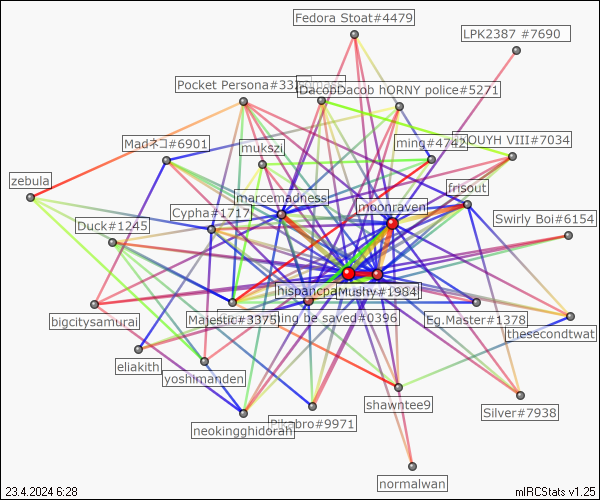 Fedora Stoat#4479
LPK2387 #7690
Pocket Persona#33
DacopDacob hORNY police#5271
Madネコ#6901
mukszi
ming#4742
OUYH VIII#7034
zebula
marcemadness
moonraven
frisout
Cypha#1717
Swirly Boi#6154
Duck#1245
hispancpa
Musty#1984
bigcitysamurai
Majestic#3375
ing be saved#0396
Eg.Master#1378
thesecondtwat
eliakith
yoshimanden
shawntee9
Silver#7938
neokingghidorah
Pikabro#9971
normalwan
23.4.2024 6:28
mIRCStats v1.25